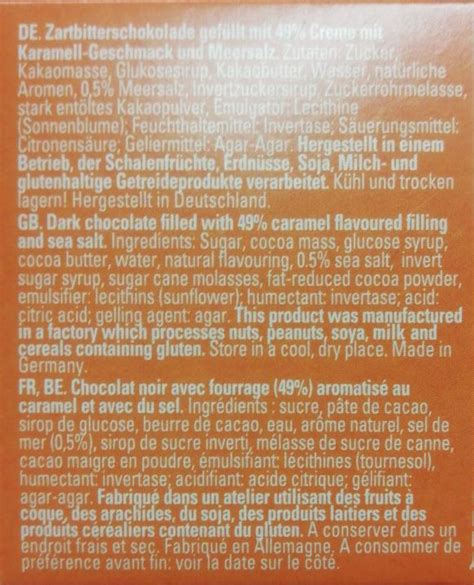 DE. Zartbitterschokolade gefüllt mit 49% Creme mit
Karamell-Geschmack und Meersalz. Zutaten: Zucker,
Kakaomasse, Glukosesirup, Kakaobutter, Wasser, natürliche
Aromen, 0,5% Meersalz, Invertzuckersirup, Zuckerrohrmelasse,
stark entöltes Kakaopulver, Emulgator: Lecithine
(Sonnenblume); Feuchthaltemittel: Invertase; Säuerungsmittel:
Citronensäure; Geliermittel: Agar-Agar. Hergestellt in einem
Betrieb, der Schalenfrüchte, Erdnüsse, Soja, Milch- und
glutenhaltige Getreideprodukte verarbeitet. Kühl und trocken
lagern! Hergestellt in Deutschland.
GB. Dark chocolate filled with 49% caramel flavoured filling
and sea salt. Ingredients: Sugar, cocoa mass, glucose syrup,
cocoa butter, water, natural flavouring, 0.5% sea salt, invert
sugar syrup, sugar cane molasses, fat-reduced cocoa powder,
emulsifier: lecithins (sunflower); humectant: invertase; acid:
citric acid; gelling agent: agar. This product was manufactured
in a factory which processes nuts, peanuts, soya, milk and
cereals containing gluten. Store in a cool, dry place. Made in
Germany.
FR, BE. Chocolat noir avec fourrage (49%) aromatisé au
caramel et avec du sel. Ingrédients : sucre, pâte de cacao,
sirop de glucose, beurre de cacao, eau, arôme naturel, sel de
mer (0,5%), sirop de sucre inverti, mélasse de sucre de canne,
cacao maigre en poudre, émulsifiant: lécithines (tournesol),
humectant: invertase; acidifiant: acide citrique; gélifiant:
agar-agar. Fabriqué dans un atelier utilisant des fruits à
coque, des arachides, du soja, des produits laitiers et des
produits céréaliers contenant du gluten. A conserver dans un
endroit frais et sec. Fabriqué en Allemagne. A consommer de
préférence avant fin: voir la date sur le côté.